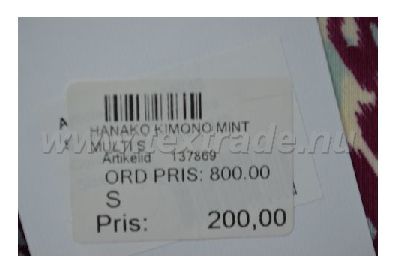 HANAKO KIMONO MINT
MULTI S
Artikelid 137869
ORD PRIS: 800.00
S
Pris: 200,00
www.textrade.nu